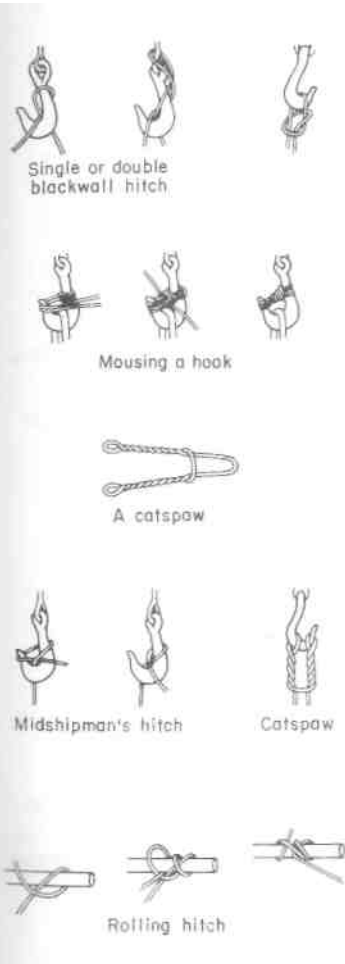 Single or double
blackwall hitch
Mousing a hook
A catspaw
Midshipman's hitch
Catspaw
Rolling hitch